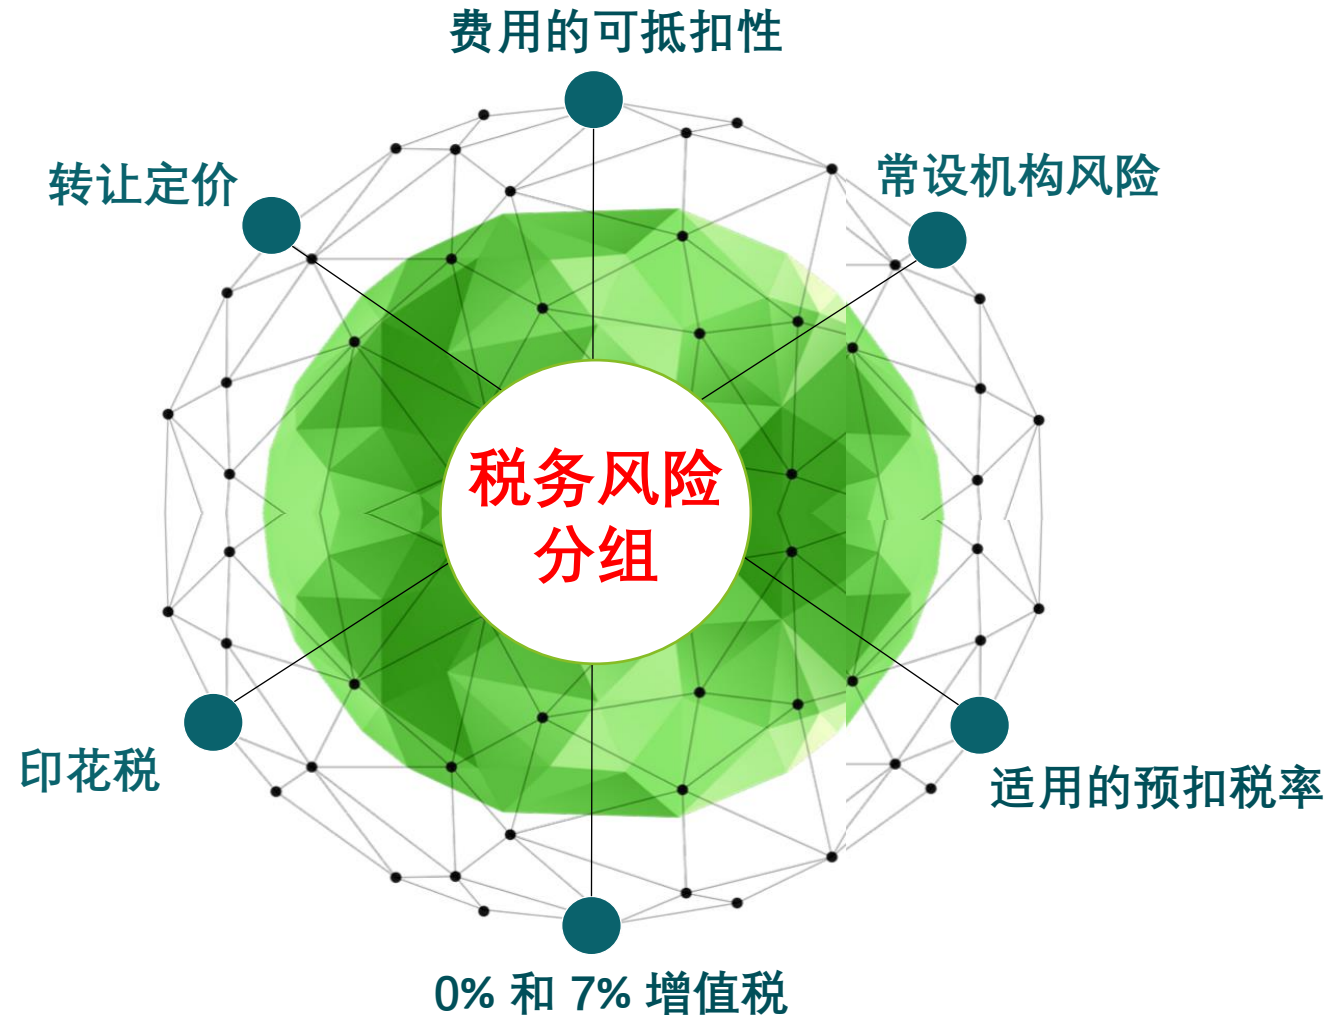 费用的可抵扣性
转让定价
常设机构风险
税务风险
分组
印花税
适用的预扣税率
0% 和 7% 增值税